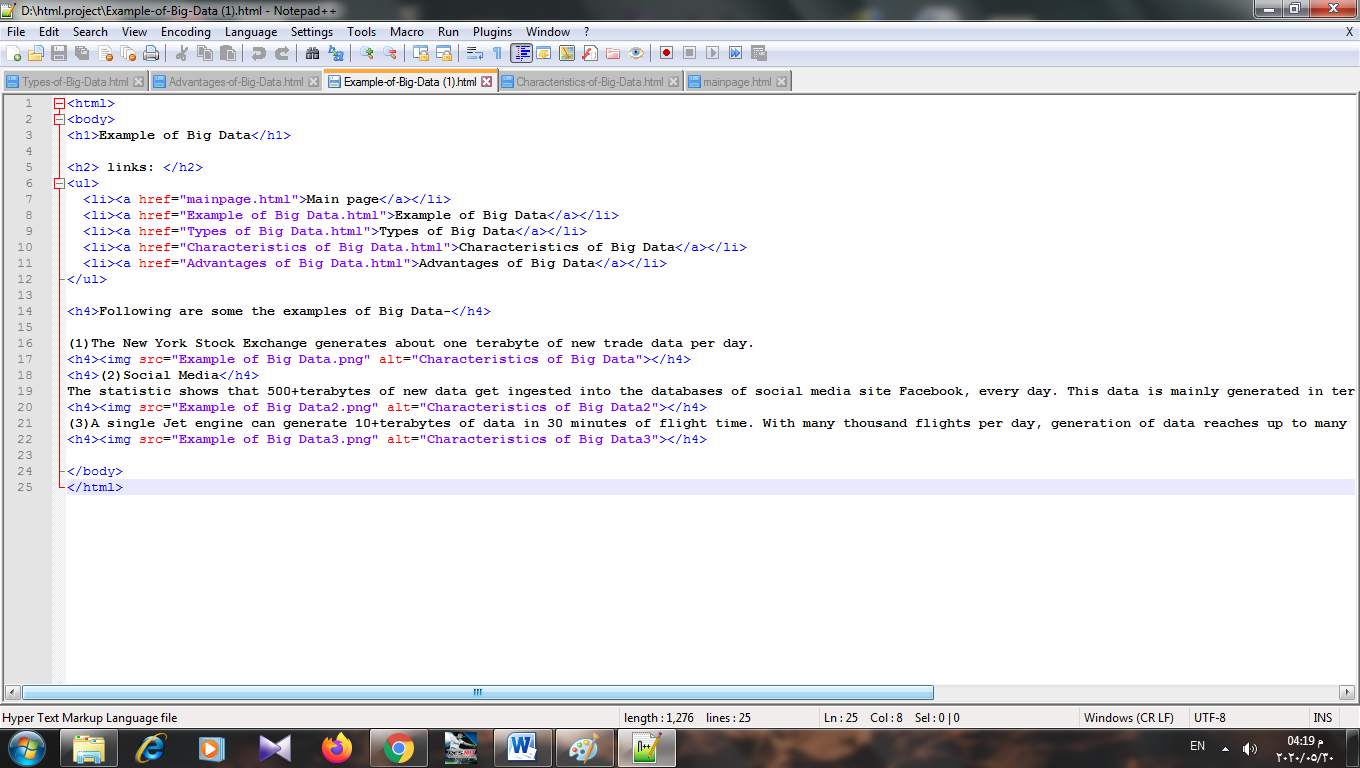 D:\html.project\Example-of-Big-Data (1).html - Notepad++
File Edit Search View Encoding Language Settings Tools Macro Run Plugins Window ? X
Types-of-Big-Data.html Advantages-of-Big-Data.html Example-of-Big-Data (1).html Characteristics-of-Big-Data.html mainpage.html
1 <html>
2 <body>
3 <h1>Example of Big Data</h1>
4
5 <h2> links: </h2>
6 <ul>
7 <li><a href="mainpage.html">Main page</a></li>
8 <li><a href="Example of Big Data.html">Example of Big Data</a></li>
9 <li><a href="Types of Big Data.html">Types of Big Data</a></li>
10 <li><a href="Characteristics of Big Data.html">Characteristics of Big Data</a></li>
11 <li><a href="Advantages of Big Data.html">Advantages of Big Data</a></li>
12 </ul>
13
14 <h4>Following are some the examples of Big Data-</h4>
15
16 (1)The New York Stock Exchange generates about one terabyte of new trade data per day.
17 <h4><img src="Example of Big Data.png" alt="Characteristics of Big Data"></h4>
18 <h4>(2)Social Media</h4>
19 The statistic shows that 500+terabytes of new data get ingested into the databases of social media site Facebook, every day. This data is mainly generated in ter
20 <h4><img src="Example of Big Data2.png" alt="Characteristics of Big Data2"></h4>
21 (3)A single Jet engine can generate 10+terabytes of data in 30 minutes of flight time. With many thousand flights per day, generation of data reaches up to many
22 <h4><img src="Example of Big Data3.png" alt="Characteristics of Big Data3"></h4>
23
24 </body>
25 </html>
Hyper Text Markup Language file length : 1,276 lines : 25 Ln : 25 Col : 8 Sel : 0 | 0 Windows (CR LF) UTF-8 INS
EN 04:19 م
٢٠٢٠/٠٥/٣٠